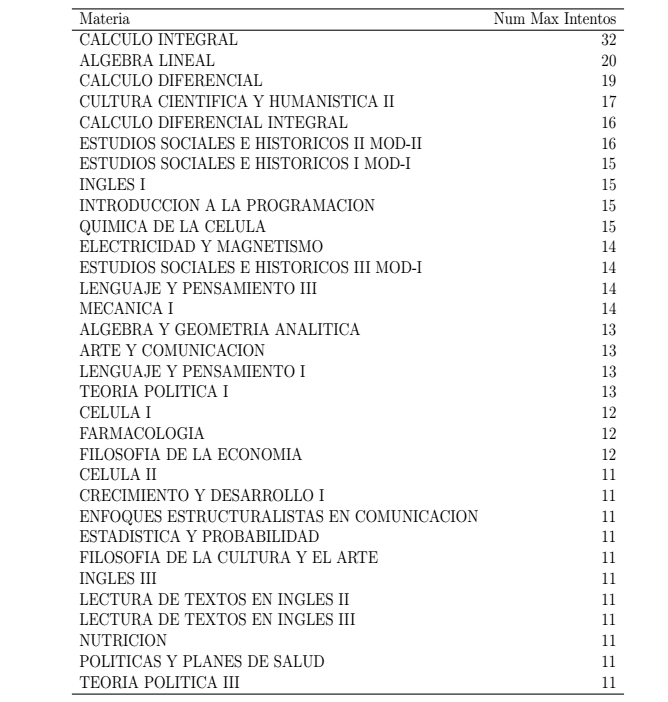 Materia Num Max Intentos
CALCULO INTEGRAL 32
ALGEBRA LINEAL 20
CALCULO DIFERENCIAL 19
CULTURA CIENTIFICA Y HUMANISTICA II 17
CALCULO DIFERENCIAL INTEGRAL 16
ESTUDIOS SOCIALES E HISTORICOS II MOD-II 16
ESTUDIOS SOCIALES E HISTORICOS I MOD-I 15
INGLES I 15
INTRODUCCION A LA PROGRAMACION 15
QUIMICA DE LA CELULA 15
ELECTRICIDAD Y MAGNETISMO 14
ESTUDIOS SOCIALES E HISTORICOS III MOD-I 14
LENGUAJE Y PENSAMIENTO III 14
MECANICA I 14
ALGEBRA Y GEOMETRIA ANALITICA 13
ARTE Y COMUNICACION 13
LENGUAJE Y PENSAMIENTO I 13
TEORIA POLITICA I 13
CELULA I 12
FARMACOLOGIA 12
FILOSOFIA DE LA ECONOMIA 12
CELULA II 11
CRECIMIENTO Y DESARROLLO I 11
ENFOQUES ESTRUCTURALISTAS EN COMUNICACION 11
ESTADISTICA Y PROBABILIDAD 11
FILOSOFIA DE LA CULTURA Y EL ARTE 11
INGLES III 11
LECTURA DE TEXTOS EN INGLES II 11
LECTURA DE TEXTOS EN INGLES III 11
NUTRICION 11
POLITICAS Y PLANES DE SALUD 11
TEORIA POLITICA III 11